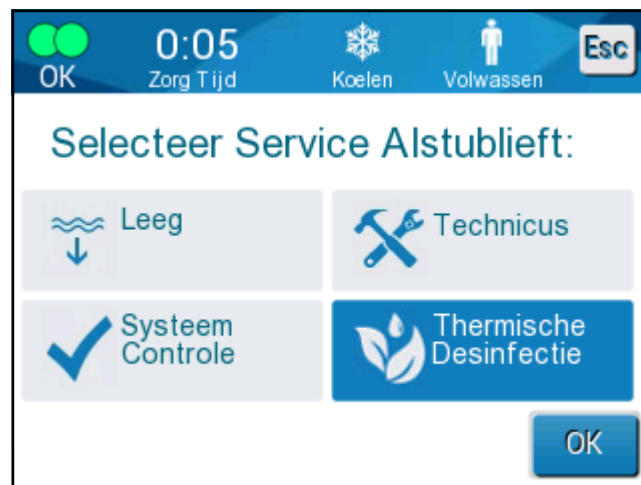 OK
0:05
Zorg Tijd
Koelen
Volwassen
Esc
Selecteer Service Alstublieft:
Leeg
Technicus
Systeem
Controle
Thermische
Desinfectie
OK